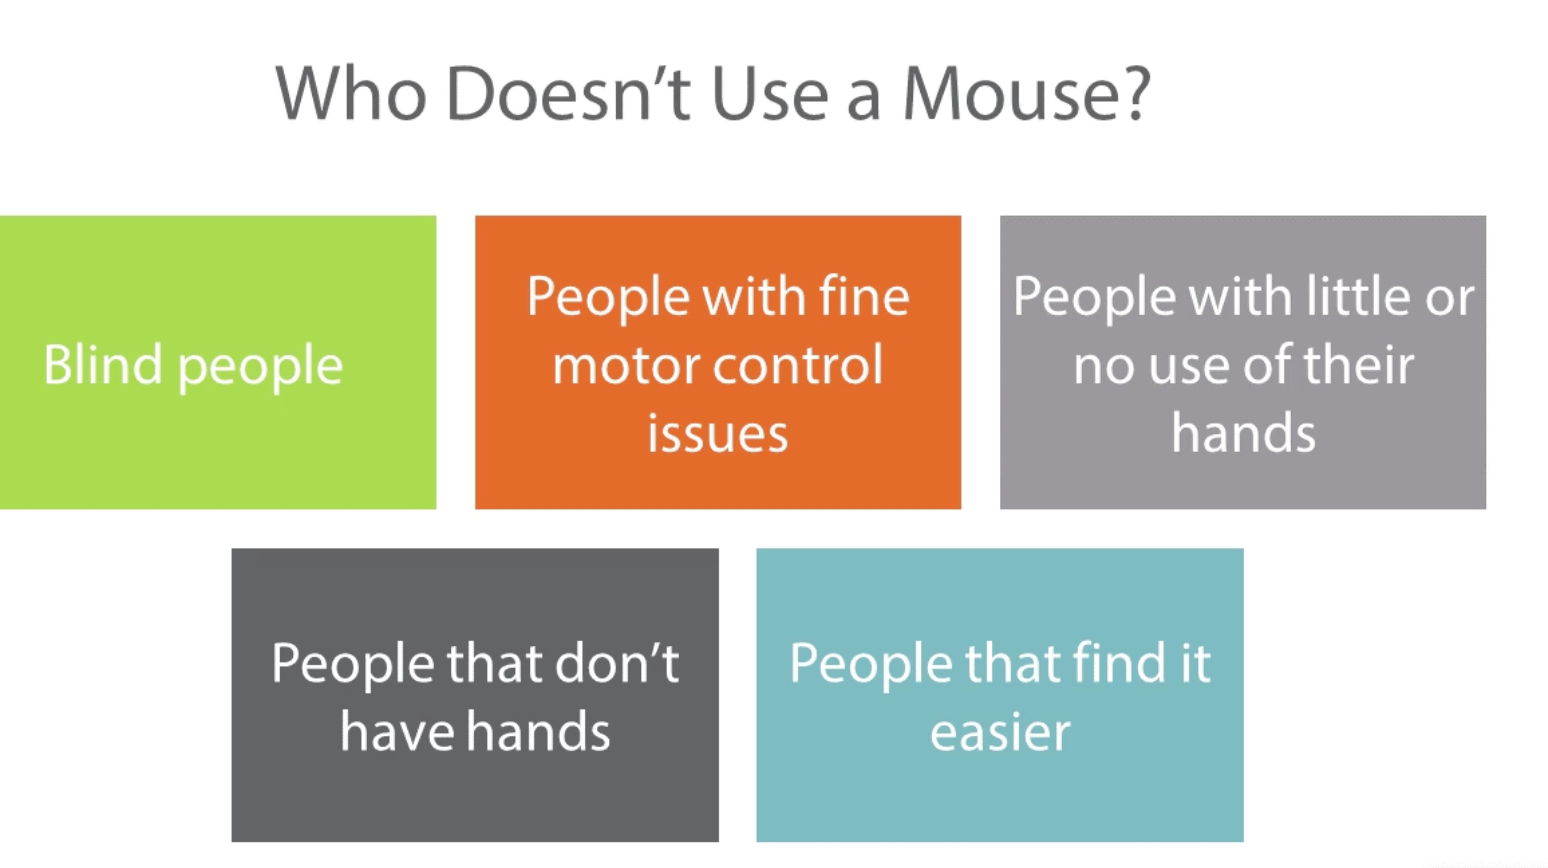 Who Doesn’t Use a Mouse?
Blind people
People with fine
motor control
issues
People with little or
no use of their
hands
People that don’t
have hands
People that find it
easier